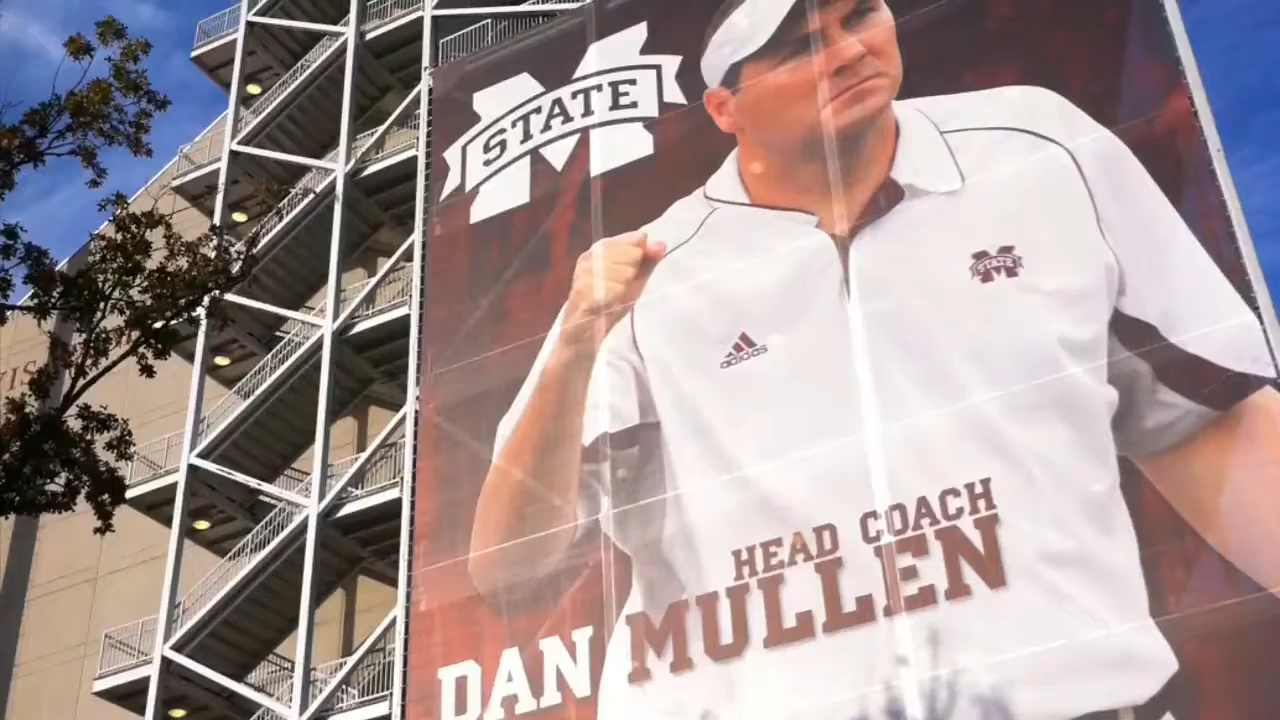 STATE
STATE
adidas
HEAD COACH
DAN MULLEN